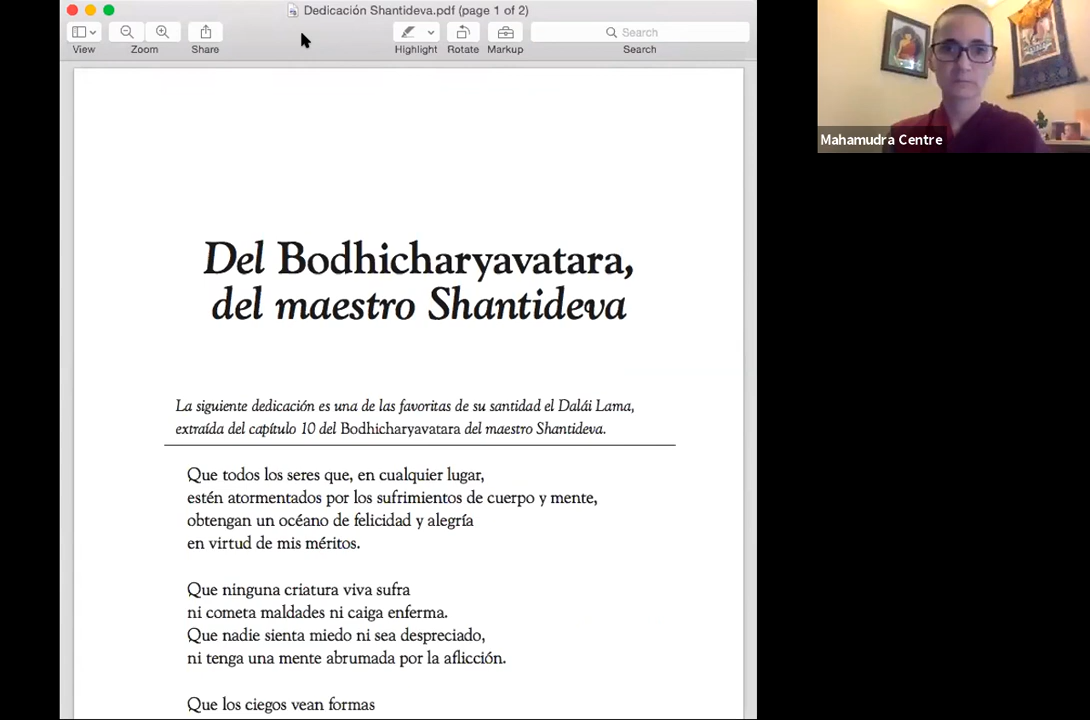 Dedicación Shantideva.pdf (page 1 of 2)
View
Zoom
Share
Highlight
Rotate
Markup
Search
Search
Mahamudra Centre
Del Bodhicharyavatara,
del maestro Shantideva
La siguiente dedicación es una de las favoritas de su santidad el Dalái Lama,
extraída del capítulo 10 del Bodhicharyavatara del maestro Shantideva.
Que todos los seres que, en cualquier lugar,
estén atormentados por los sufrimientos de cuerpo y mente,
obtengan un océano de felicidad y alegría
en virtud de mis méritos.
Que ninguna criatura viva sufra
ni cometa maldades ni caiga enferma.
Que nadie sienta miedo ni sea despreciado,
ni tenga una mente abrumada por la aflicción.
Que los ciegos vean formas